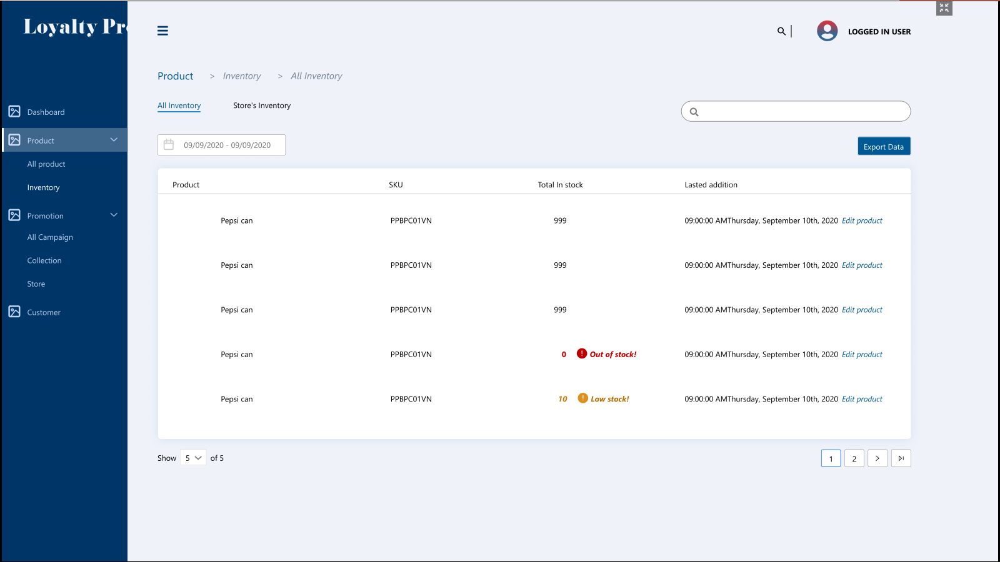 Loyalty Pro
LOGGED IN USER
Product > Inventory > All Inventory
All Inventory Store's Inventory
09/09/2020 - 09/09/2020
Export Data
Dashboard
Product
All product
Inventory
Promotion
All Campaign
Collection
Store
Customer
Product SKU Total In stock Lasted addition
Pepsi can PPBPC01VN 999 09:00:00 AMThursday, September 10th, 2020 Edit product
Pepsi can PPBPC01VN 999 09:00:00 AMThursday, September 10th, 2020 Edit product
Pepsi can PPBPC01VN 999 09:00:00 AMThursday, September 10th, 2020 Edit product
Pepsi can PPBPC01VN 0 Out of stock! 09:00:00 AMThursday, September 10th, 2020 Edit product
Pepsi can PPBPC01VN 10 Low stock! 09:00:00 AMThursday, September 10th, 2020 Edit product
Show 5 of 5
1 2 >